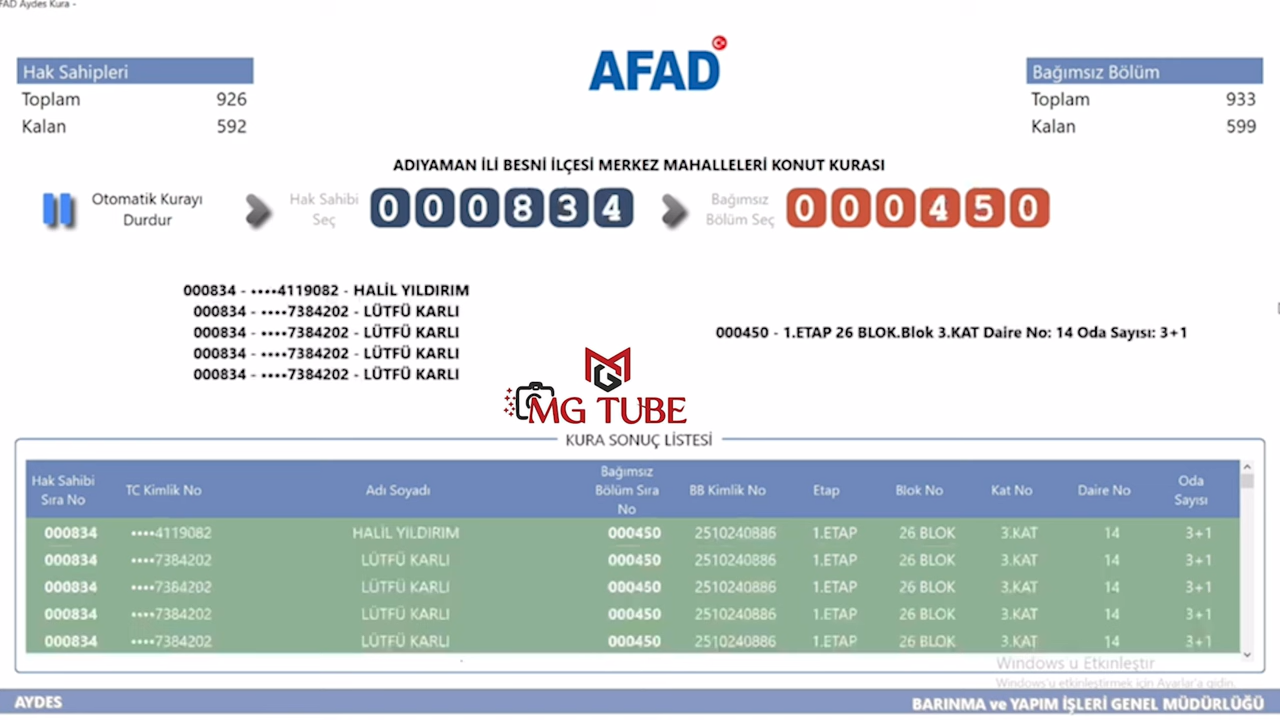 FAD Aydes Kura -
AFAD
Hak Sahipleri
Toplam 926
Kalan 592
Bağımsız Bölüm
Toplam 933
Kalan 599
ADIYAMAN İLİ BESNİ İLÇESİ MERKEZ MAHALLELERİ KONUT KURASI
Otomatik Kurayı
Durdur
Hak Sahibi
Seç
000834
Bağımsız
Bölüm Seç
000450
000834 - ••••4119082 - HALİL YILDIRIM
000834 - ••••7384202 - LÜTFÜ KARLI
000834 - ••••7384202 - LÜTFÜ KARLI
000834 - ••••7384202 - LÜTFÜ KARLI
000834 - ••••7384202 - LÜTFÜ KARLI
000450 - 1.ETAP 26 BLOK.Blok 3.KAT Daire No: 14 Oda Sayısı: 3+1
MG TUBE
KURA SONUÇ LİSTESİ
Hak Sahibi Sıra No TC Kimlik No Adı Soyadı Bağımsız Bölüm Sıra No BB Kimlik No Etap Blok No Kat No Daire No Oda Sayısı
000834 ••••4119082 HALİL YILDIRIM 000450 2510240886 1.ETAP 26 BLOK 3.KAT 14 3+1
000834 ••••7384202 LÜTFÜ KARLI 000450 2510240886 1.ETAP 26 BLOK 3.KAT 14 3+1
000834 ••••7384202 LÜTFÜ KARLI 000450 2510240886 1.ETAP 26 BLOK 3.KAT 14 3+1
000834 ••••7384202 LÜTFÜ KARLI 000450 2510240886 1.ETAP 26 BLOK 3.KAT 14 3+1
000834 ••••7384202 LÜTFÜ KARLI 000450 2510240886 1.ETAP 26 BLOK 3.KAT 14 3+1
Windows u Etkinleştir
Windows'u etkinleştirmek için Ayarlar'a gidin.
AYDES
BARINMA ve YAPIM İŞLERİ GENEL MÜDÜRLÜĞÜ